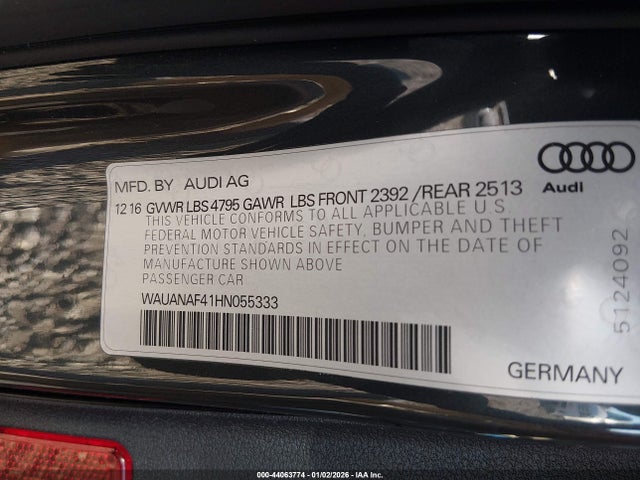 MFD. BY AUDI AG
12 16 GVWR LBS 4795 GAWR LBS FRONT 2392 /REAR 2513
THIS VEHICLE CONFORMS TO ALL APPLICABLE U.S.
FEDERAL MOTOR VEHICLE SAFETY, BUMPER AND THEFT
PREVENTION STANDARDS IN EFFECT ON THE DATE OF
MANUFACTURE SHOWN ABOVE
PASSENGER CAR
WAUANAF41HN055333
Audi
5124092
GERMANY
000-44063774 - 01/02/2026 - IAA Inc.